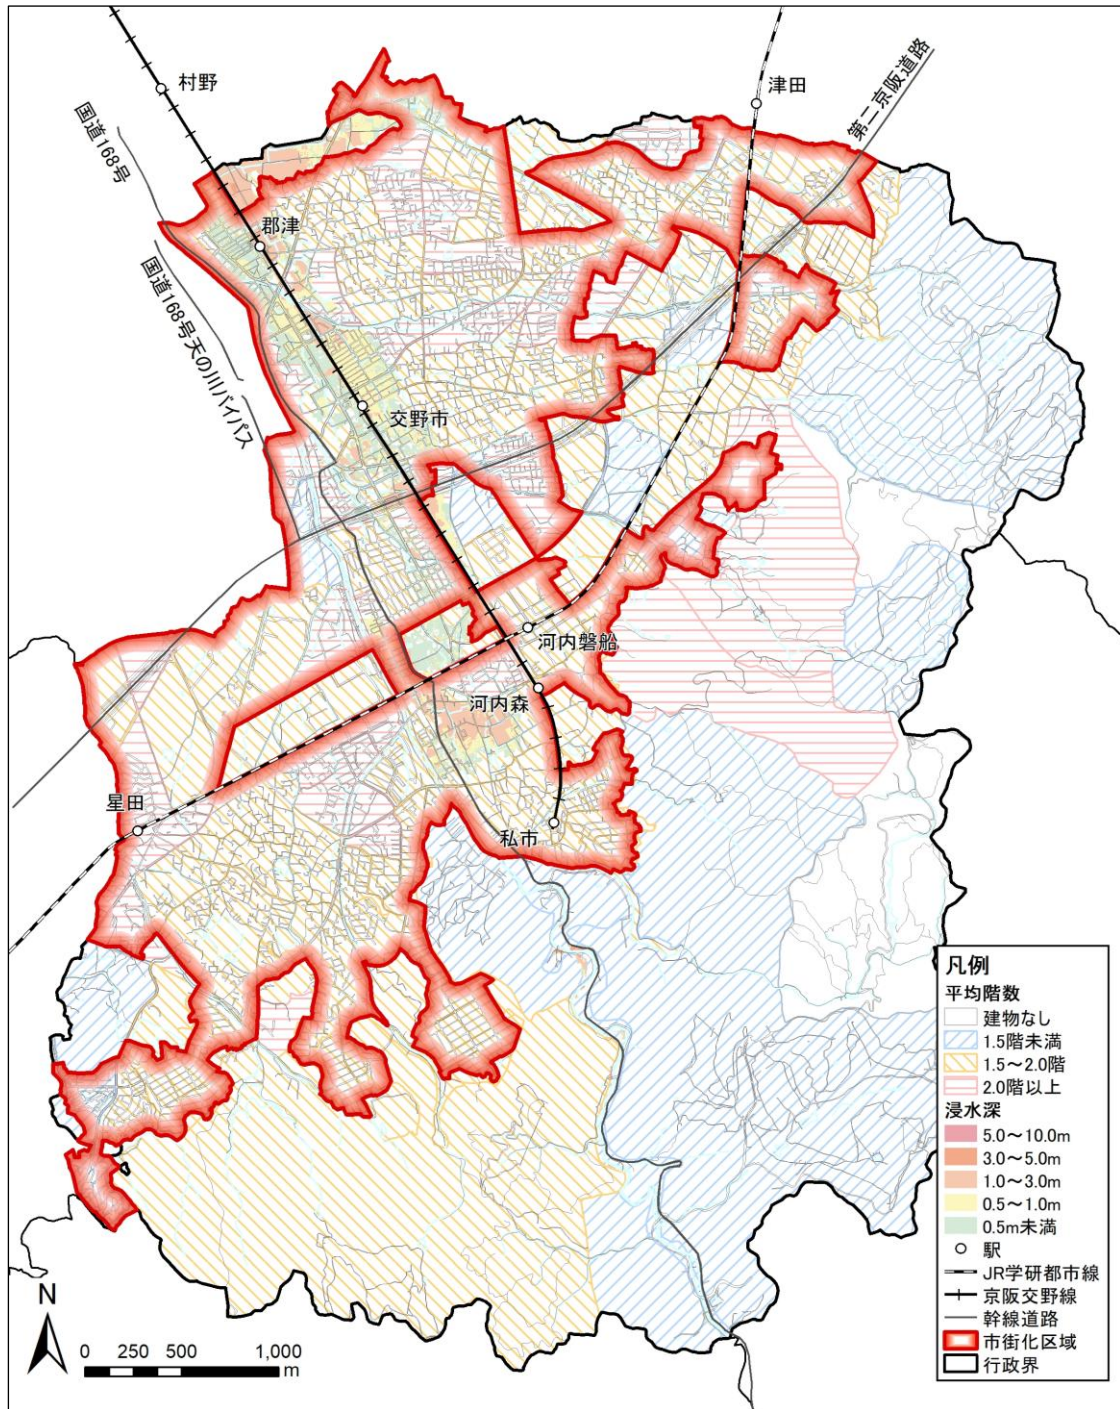 村野
津田
第二京阪道路
国道168号
郡津
国道168号天の川バイパス
交野市
河内磐船
河内森
星田
私市
凡例
平均階数
建物なし
1.5階未満
1.5～2.0階
2.0階以上
浸水深
5.0～10.0m
3.0～5.0m
1.0～3.0m
0.5～1.0m
0.5m未満
駅
JR学研都市線
京阪交野線
幹線道路
市街化区域
行政界
N
0 250 500 1,000
m